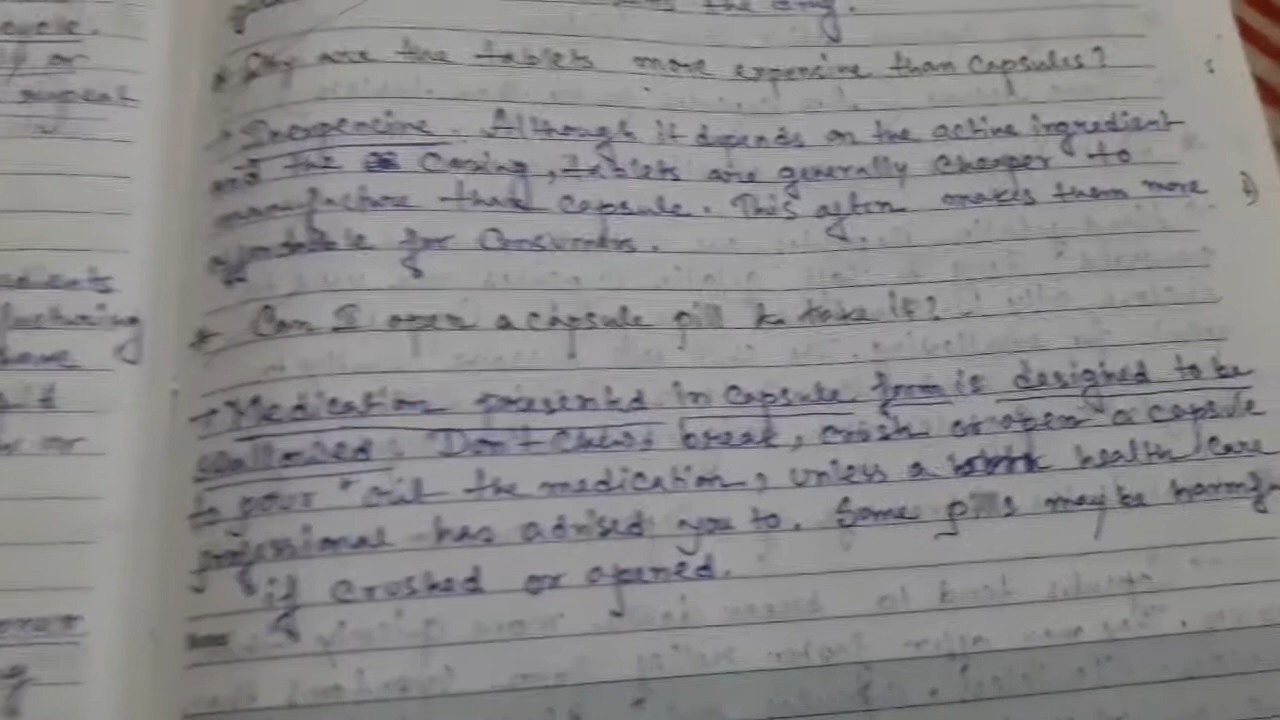 the drug.
* Why are the tablets more expensive than capsules?
→ Inexpensive. Although it depends on the active ingredient
and the casing, tablets are generally cheaper to
manufacture than capsule. This often makes them more
affordable for consumers.
* Can I open a capsule pill to take it?
→ Medication presented in capsule form is designed to be
swallowed. Don't chew, break, crush or open a capsule
to pour out the medication, unless a health care
professional has advised you to. Some pills may be harmful
if crushed or opened.
cycle.
or
repeat